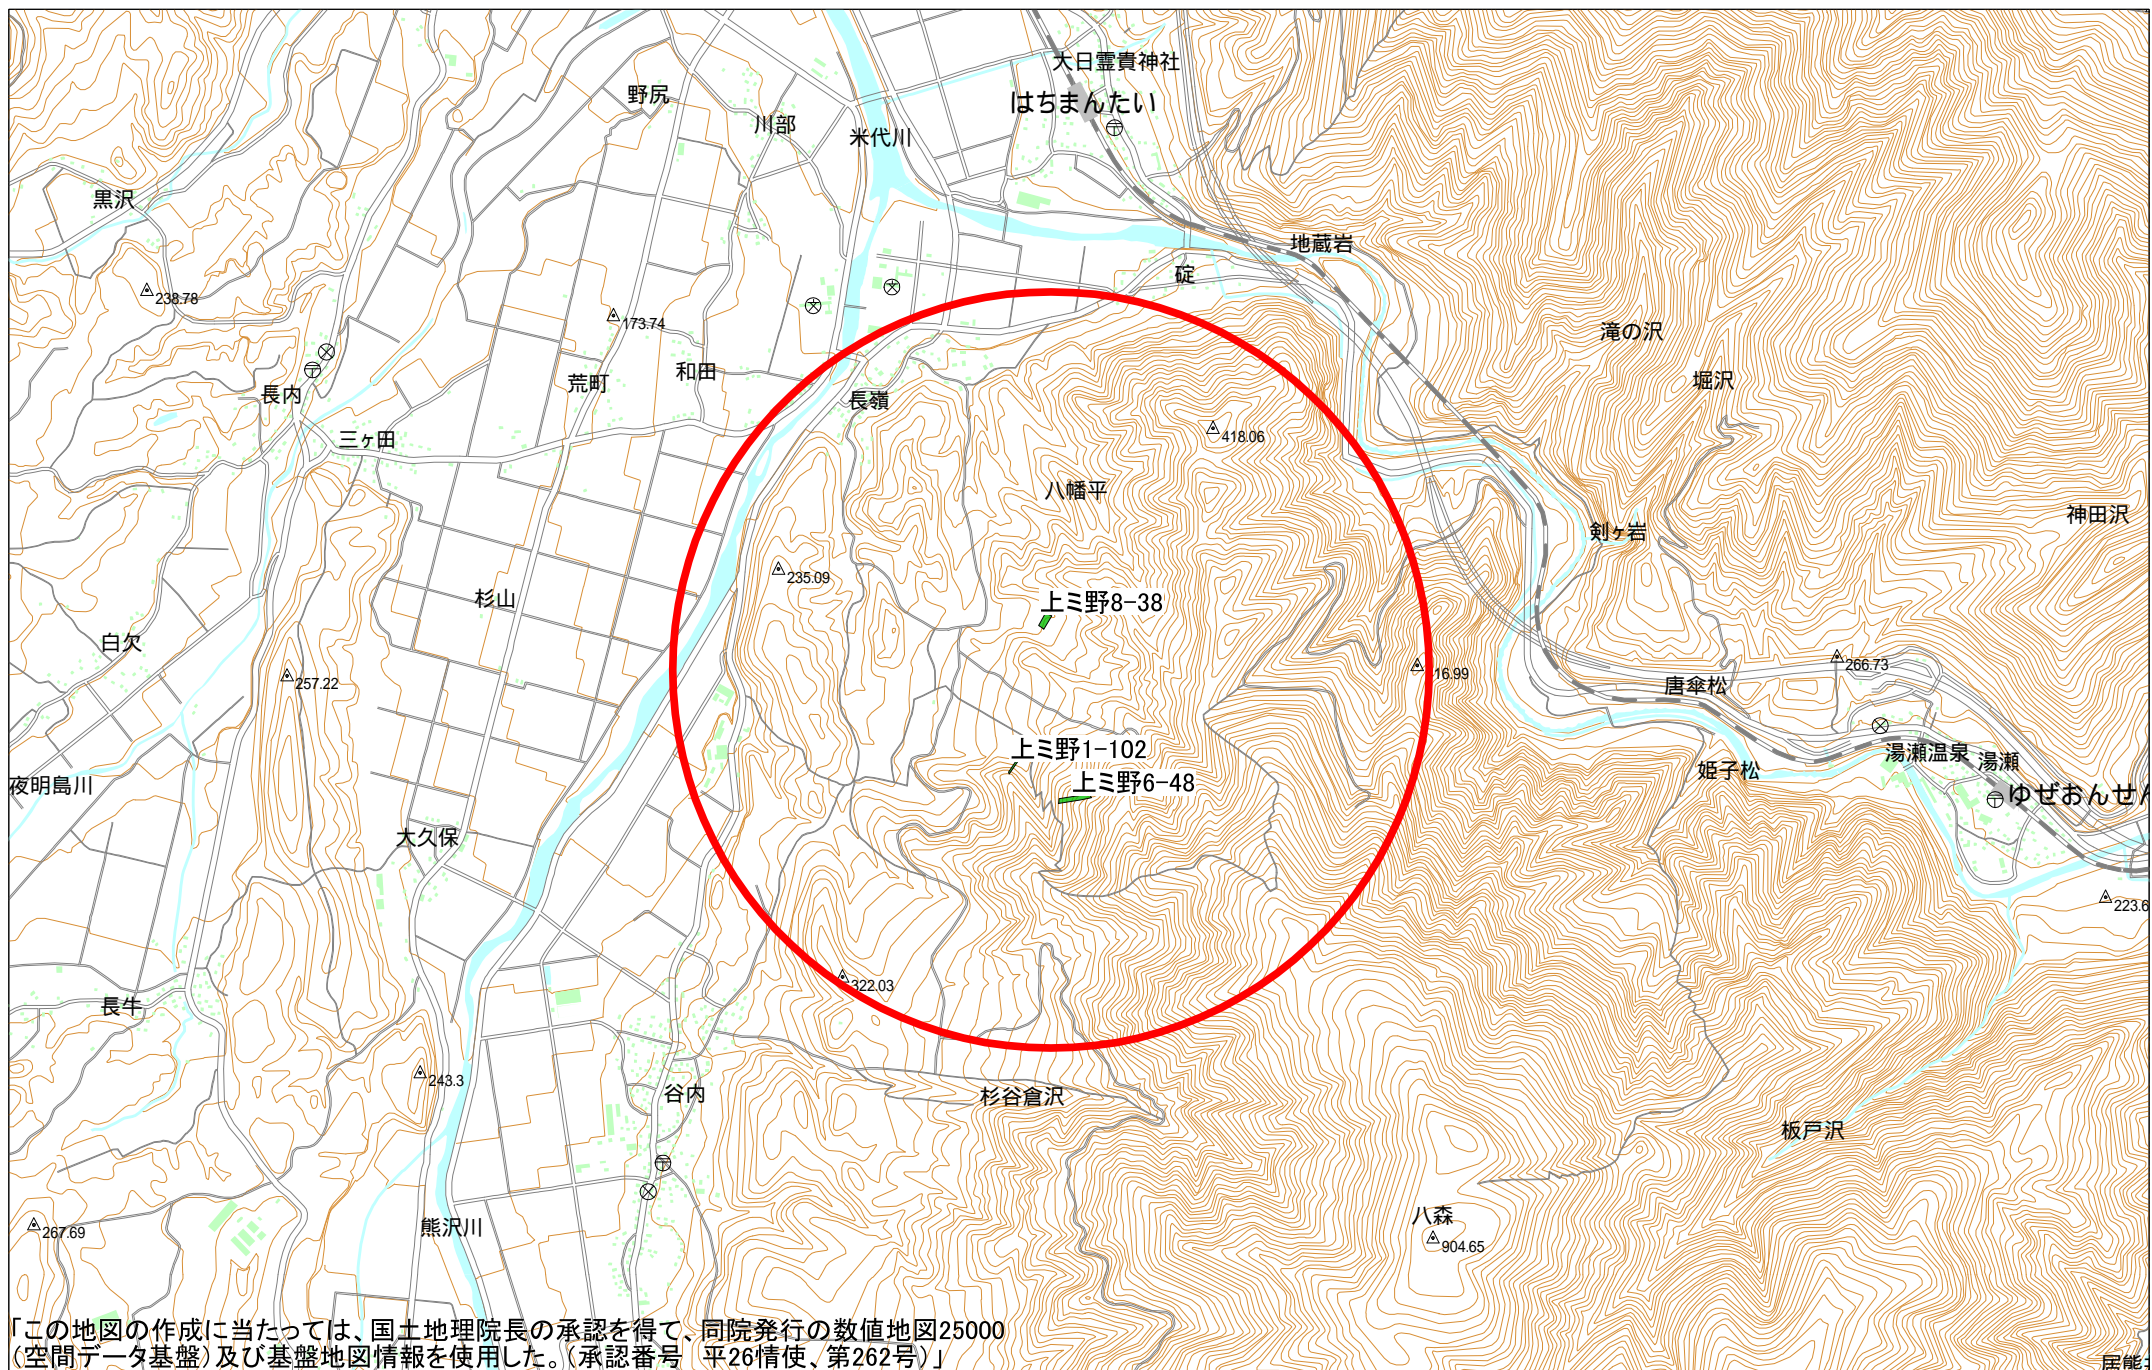 大日霊貴神社
野尻
はちまんたい
川部
米代川
黒沢
地蔵岩
碇
238.78
173.74
滝の沢
和田
堀沢
荒町
長内
長嶺
三ヶ田
418.06
八幡平
神田沢
剣ヶ岩
235.09
杉山
上ミ野8-38
白欠
266.73
16.99
257.22
唐傘松
上ミ野1-102
湯瀬温泉
湯瀬
姫子松
上ミ野6-48
夜明島川
ゆぜおんせん
大久保
223.6
322.03
長牛
243.3
谷内
杉谷倉沢
板戸沢
八森
267.69
熊沢川
904.65
「この地図の作成に当たっては、国土地理院長の承認を得て、同院発行の数値地図25000
（空間データ基盤）及び基盤地図情報を使用した。（承認番号　平26情使、第262号）」
居熊